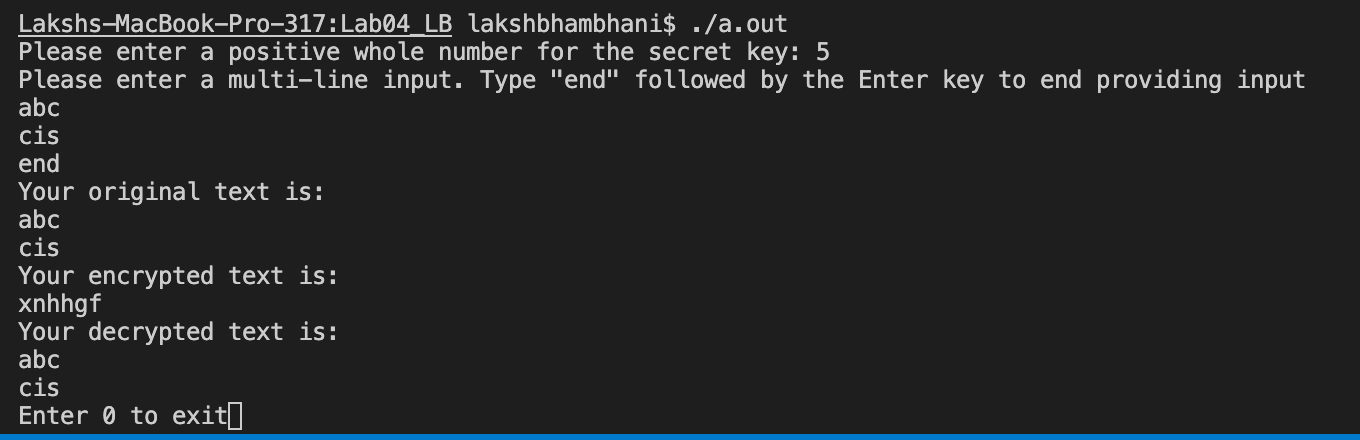 Lakshs-MacBook-Pro-317:Lab04_LB lakshbhambhani$ ./a.out
Please enter a positive whole number for the secret key: 5
Please enter a multi-line input. Type "end" followed by the Enter key to end providing input
abc
cis
end
Your original text is:
abc
cis
Your encrypted text is:
xnhhgf
Your decrypted text is:
abc
cis
Enter 0 to exit